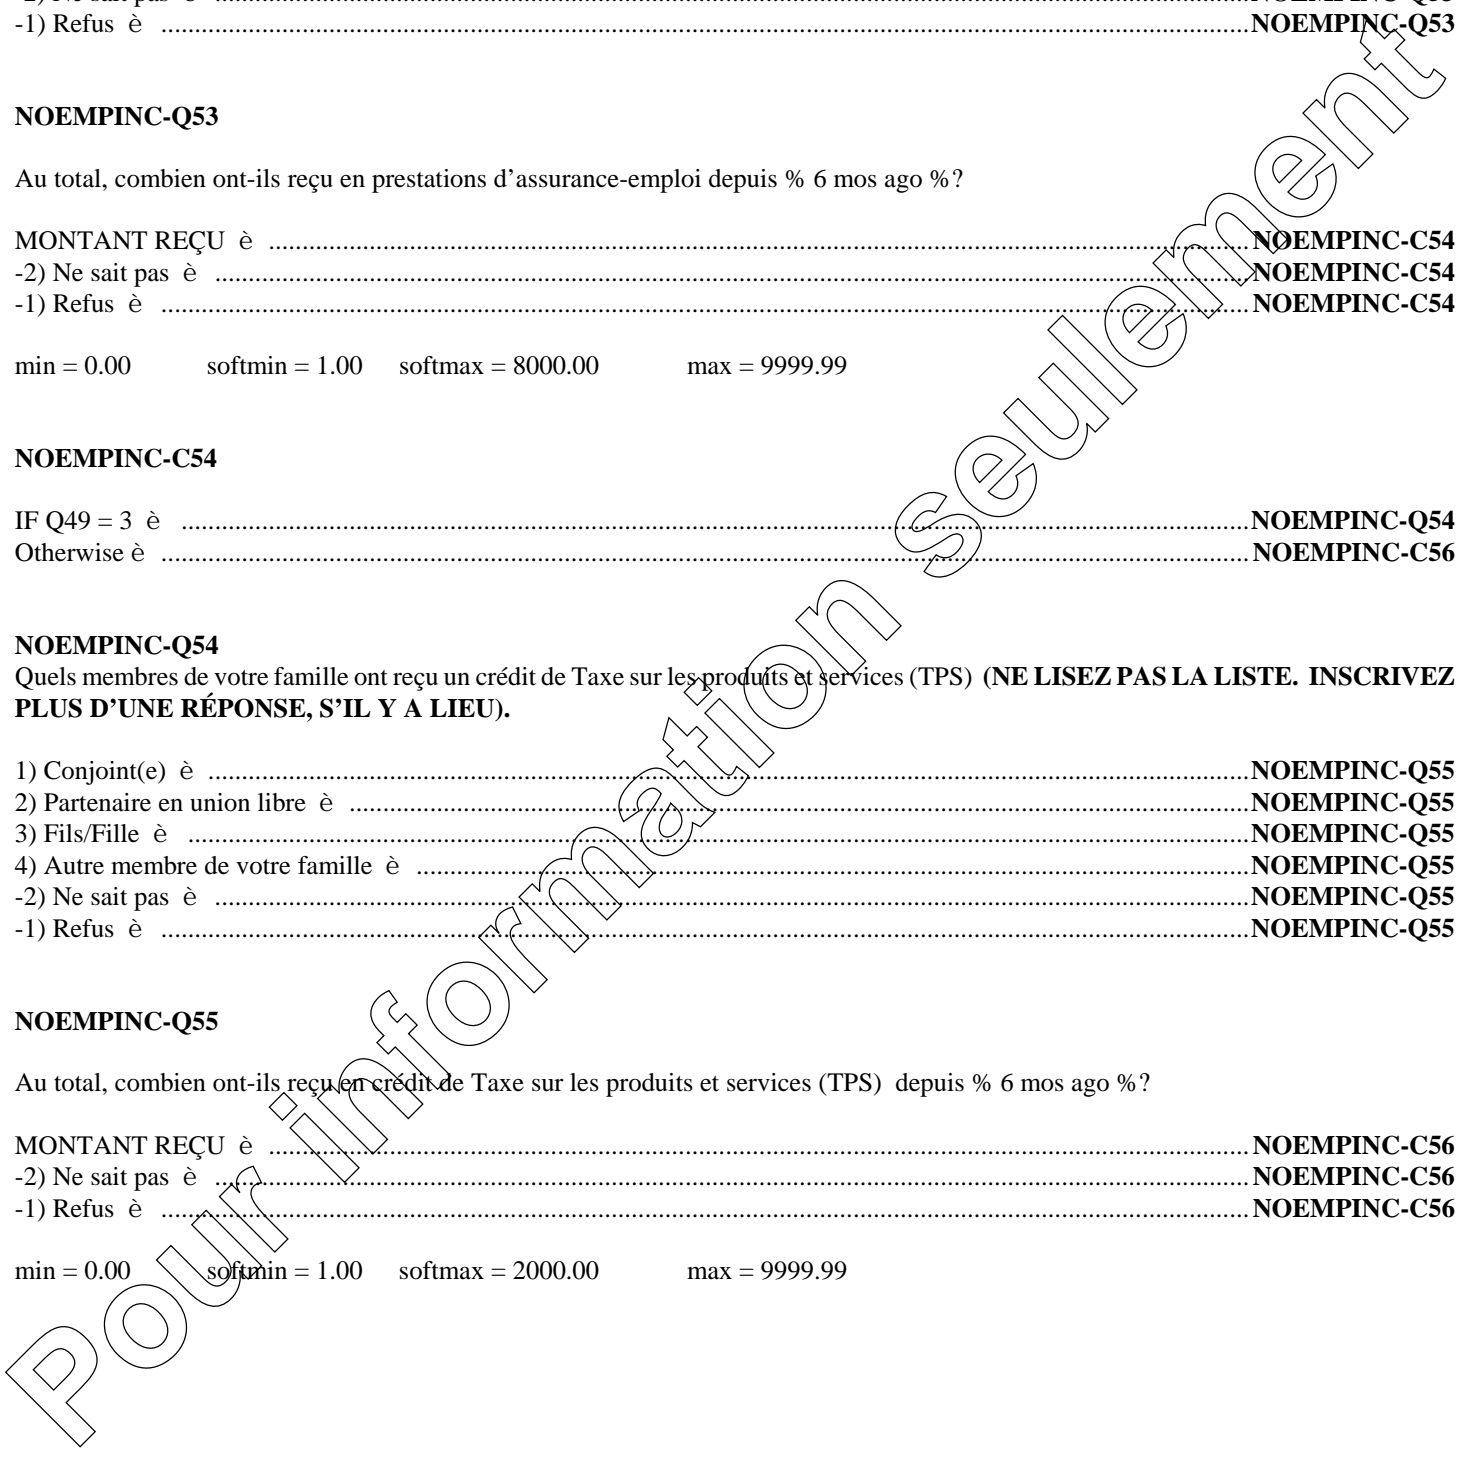 -1) Refus è ........ NOEMPINC-Q53
NOEMPINC-Q53
Au total, combien ont-ils reçu en prestations d’assurance-emploi depuis % 6 mos ago %?
MONTANT REÇU è ........ NOEMPINC-C54
-2) Ne sait pas è ........ NOEMPINC-C54
-1) Refus è ........ NOEMPINC-C54
min = 0.00 softmin = 1.00 softmax = 8000.00 max = 9999.99
NOEMPINC-C54
IF Q49 = 3 è ........ NOEMPINC-Q54
Otherwise è ........ NOEMPINC-C56
NOEMPINC-Q54
Quels membres de votre famille ont reçu un crédit de Taxe sur les produits et services (TPS) (NE LISEZ PAS LA LISTE. INSCRIVEZ
PLUS D’UNE RÉPONSE, S’IL Y A LIEU).
1) Conjoint(e) è ........ NOEMPINC-Q55
2) Partenaire en union libre è ........ NOEMPINC-Q55
3) Fils/Fille è ........ NOEMPINC-Q55
4) Autre membre de votre famille è ........ NOEMPINC-Q55
-2) Ne sait pas è ........ NOEMPINC-Q55
-1) Refus è ........ NOEMPINC-Q55
NOEMPINC-Q55
Au total, combien ont-ils reçu en crédit de Taxe sur les produits et services (TPS) depuis % 6 mos ago %?
MONTANT REÇU è ........ NOEMPINC-C56
-2) Ne sait pas è ........ NOEMPINC-C56
-1) Refus è ........ NOEMPINC-C56
min = 0.00 softmin = 1.00 softmax = 2000.00 max = 9999.99
Pour information seulement